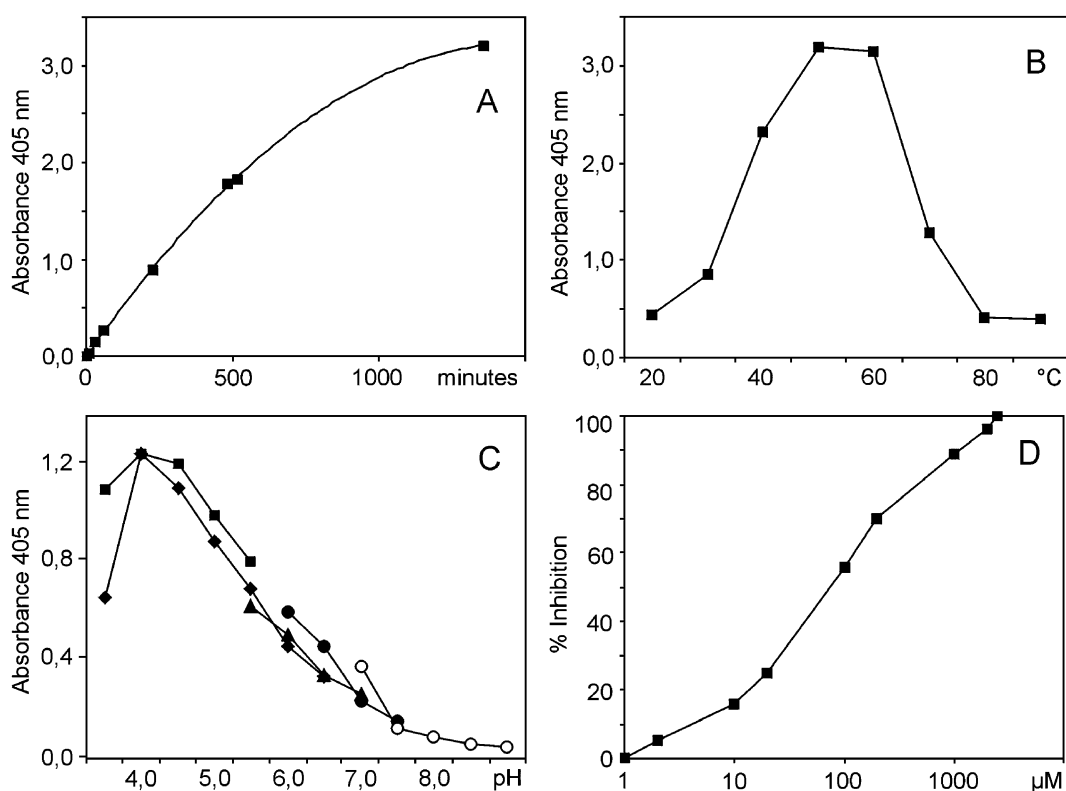 A
Absorbance 405 nm
3,0
2,0
1,0
0,0
0 500 1000 minutes
B
Absorbance 405 nm
3,0
2,0
1,0
0,0
20 40 60 80 °C
C
Absorbance 405 nm
1,2
0,8
0,4
0,0
4,0 5,0 6,0 7,0 8,0 pH
D
% Inhibition
100
80
60
40
20
0
1 10 100 1000 µM